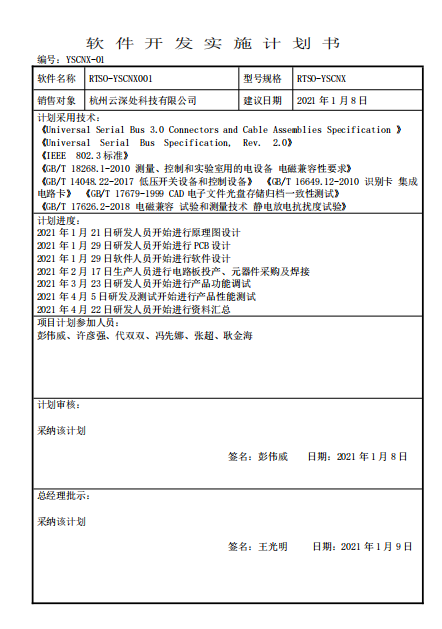 软件开发实施计划书
编号：YSCNX-01
软件名称 RTSO-YSCNX001 型号规格 RTSO-YSCNX
销售对象 杭州云深处科技有限公司 建议日期 2021 年 1 月 8 日
计划采用技术：
《Universal Serial Bus 3.0 Connectors and Cable Assemblies Specification 》
《Universal Serial Bus Specification, Rev. 2.0》
《IEEE 802.3 标准》
《GB/T 18268.1-2010 测量、控制和实验室用的电设备 电磁兼容性要求》
《GB/T 14048.22-2017 低压开关设备和控制设备》 《GB/T 16649.12-2010 识别卡 集成
电路卡》 《GB/T 17679-1999 CAD 电子文件光盘存储归档一致性测试》
《GB/T 17626.2-2018 电磁兼容 试验和测量技术 静电放电抗扰度试验》
计划进度：
2021 年 1 月 21 日研发人员开始进行原理图设计
2021 年 1 月 29 日研发人员开始进行 PCB 设计
2021 年 1 月 29 日软件人员开始进行软件设计
2021 年 2 月 17 日生产人员进行电路板投产、元器件采购及焊接
2021 年 3 月 23 日研发人员开始进行产品功能调试
2021 年 4 月 5 日研发及测试开始进行产品性能测试
2021 年 4 月 22 日研发人员开始进行资料汇总
项目计划参加人员：
彭伟威、许彦强、代双双、冯先娜、张超、耿金海
计划审核：
采纳该计划
签名：彭伟威 日期：2021 年 1 月 8 日
总经理批示：
采纳该计划
签名：王光明 日期：2021 年 1 月 9 日